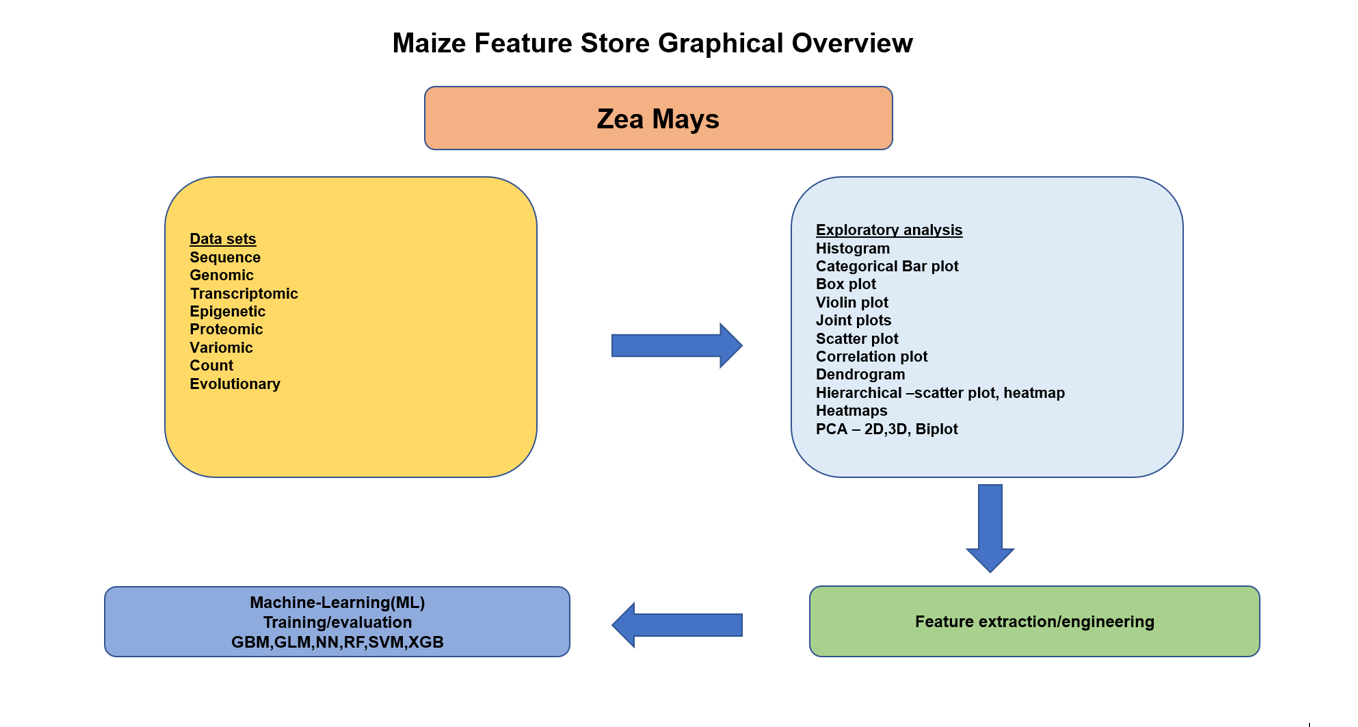 Maize Feature Store Graphical Overview
Zea Mays
Data sets
Sequence
Genomic
Transcriptomic
Epigenetic
Proteomic
Variomic
Count
Evolutionary
Exploratory analysis
Histogram
Categorical Bar plot
Box plot
Violin plot
Joint plots
Scatter plot
Correlation plot
Dendrogram
Hierarchical –scatter plot, heatmap
Heatmaps
PCA – 2D,3D, Biplot
Feature extraction/engineering
Machine-Learning(ML)
Training/evaluation
GBM,GLM,NN,RF,SVM,XGB